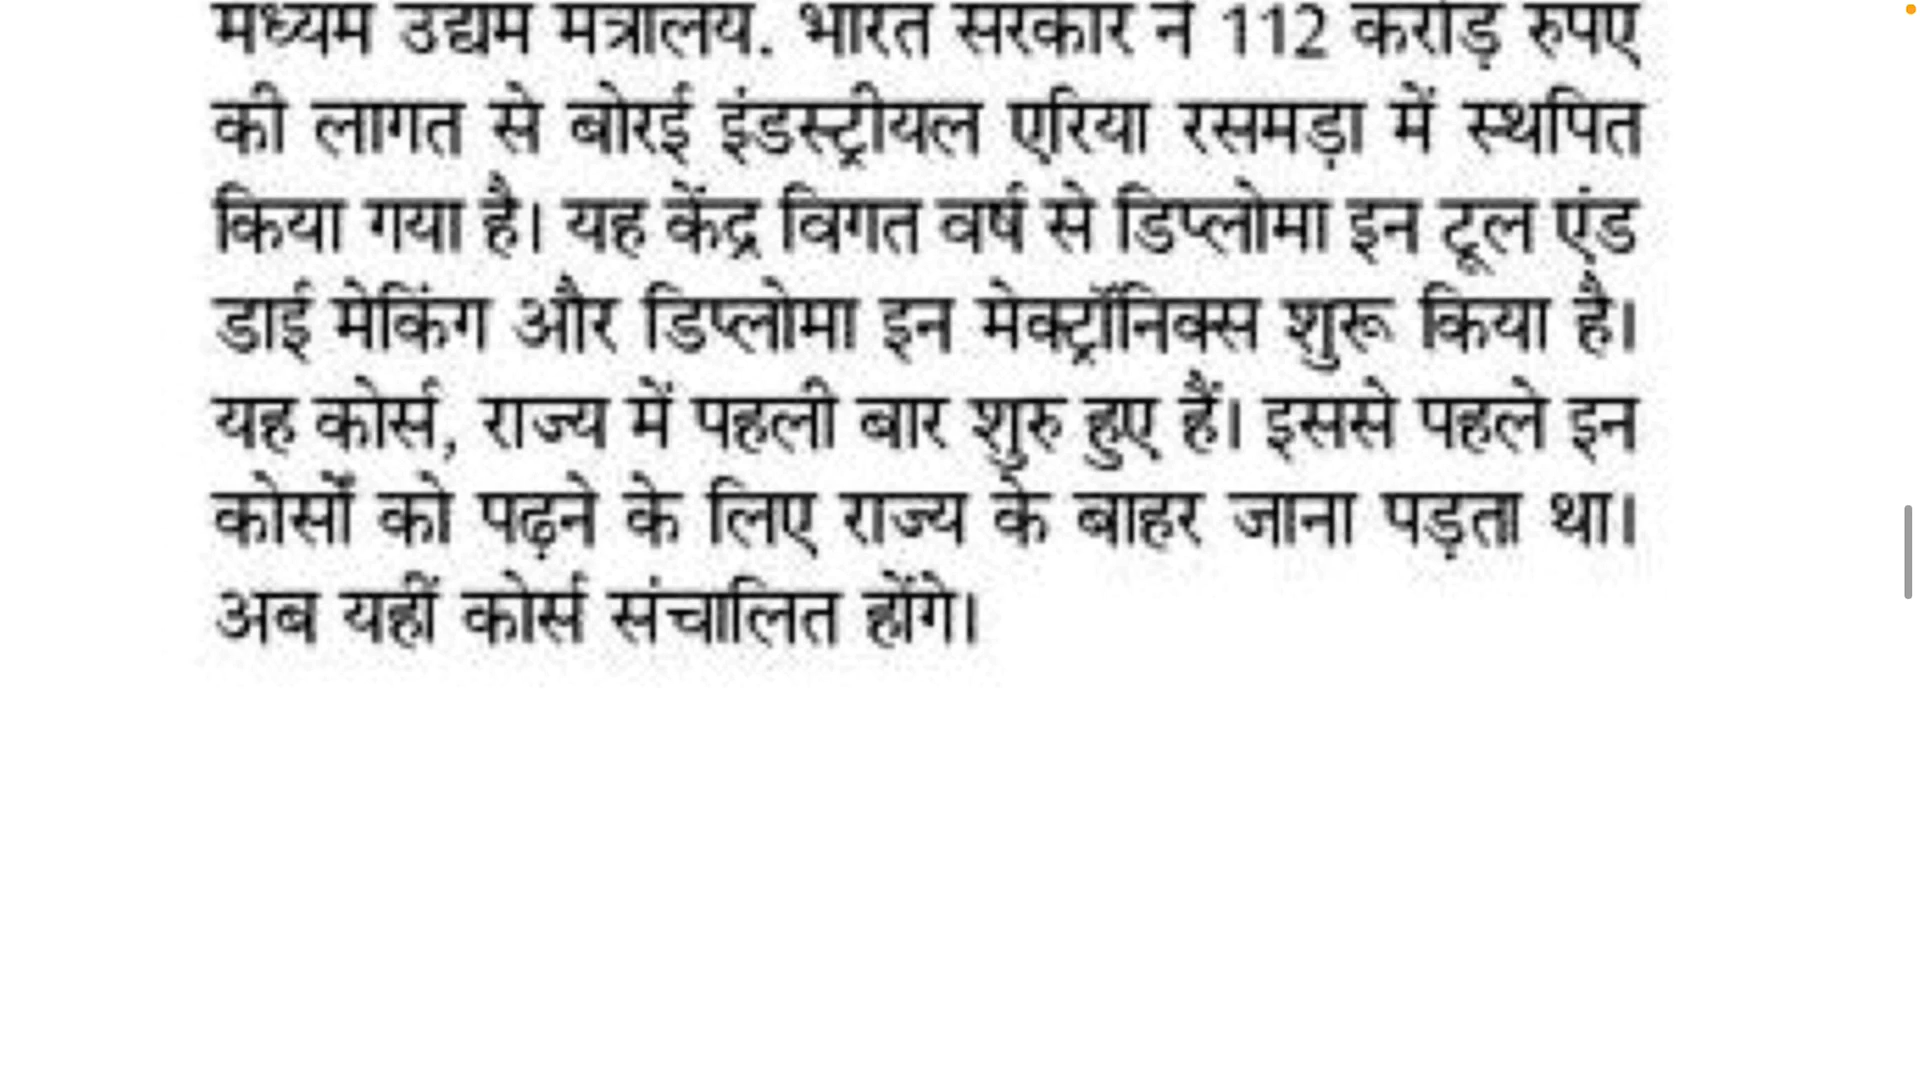 मध्यम उद्यम मंत्रालय. भारत सरकार ने 112 करोड़ रुपए
की लागत से बोरई इंडस्ट्रीयल एरिया रसमड़ा में स्थपित
किया गया है। यह केंद्र विगत वर्ष से डिप्लोमा इन टूल एंड
डाई मेकिंग और डिप्लोमा इन मेक्ट्रॉनिक्स शुरू किया है।
यह कोर्स, राज्य में पहली बार शुरु हुए हैं। इससे पहले इन
कोर्सों को पढ़ने के लिए राज्य के बाहर जाना पड़ता था।
अब यहीं कोर्स संचालित होंगे।